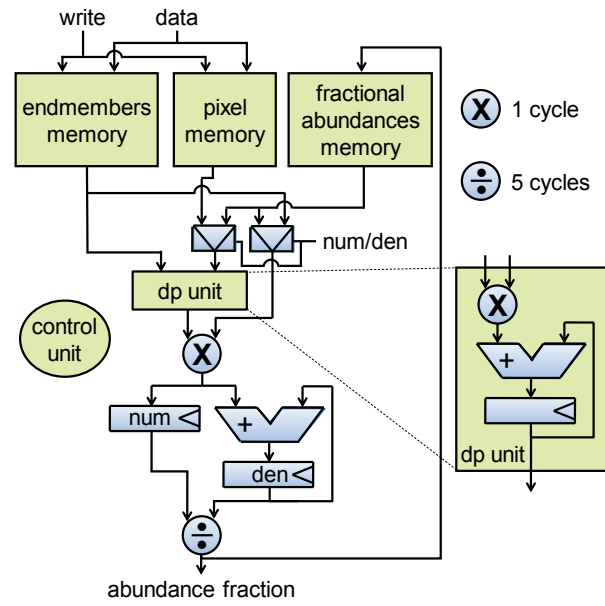 write
data
endmembers
memory
pixel
memory
fractional
abundances
memory
X
1 cycle
÷
5 cycles
num/den
dp unit
control
unit
X
X
+
num
+
den
dp unit
÷
abundance fraction